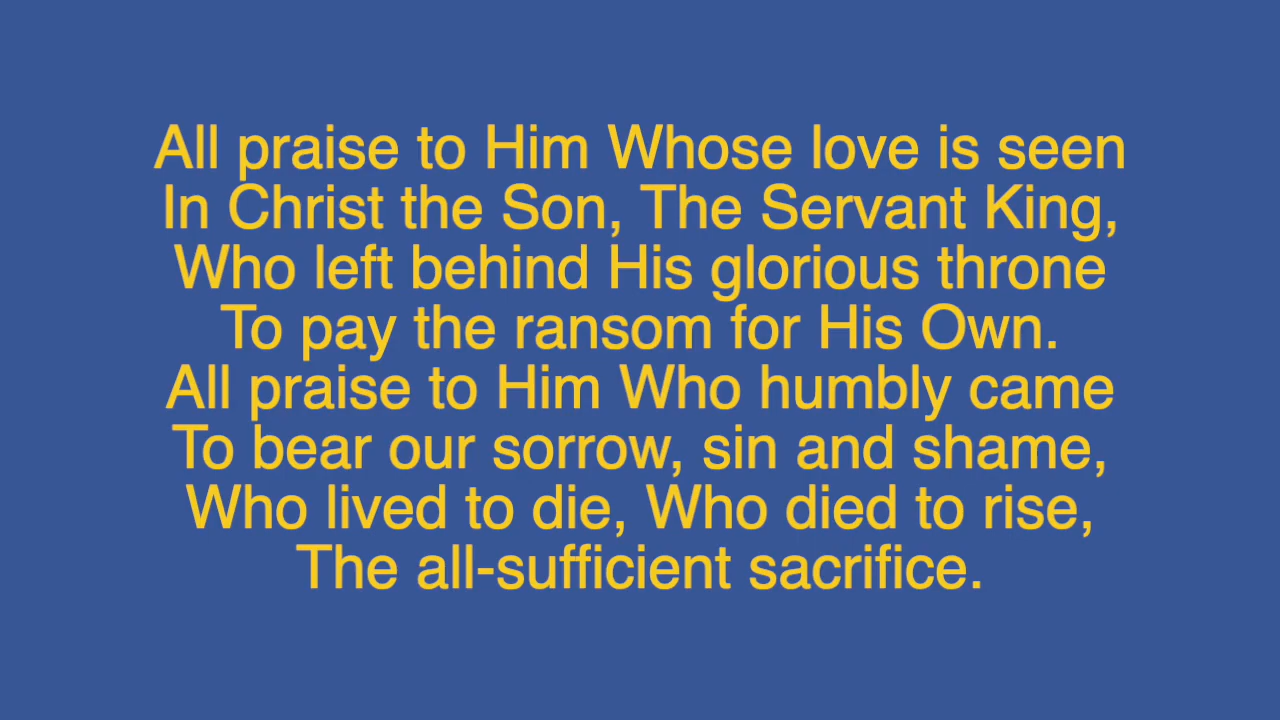 All praise to Him Whose love is seen
In Christ the Son, The Servant King,
Who left behind His glorious throne
To pay the ransom for His Own.
All praise to Him Who humbly came
To bear our sorrow, sin and shame,
Who lived to die, Who died to rise,
The all-sufficient sacrifice.